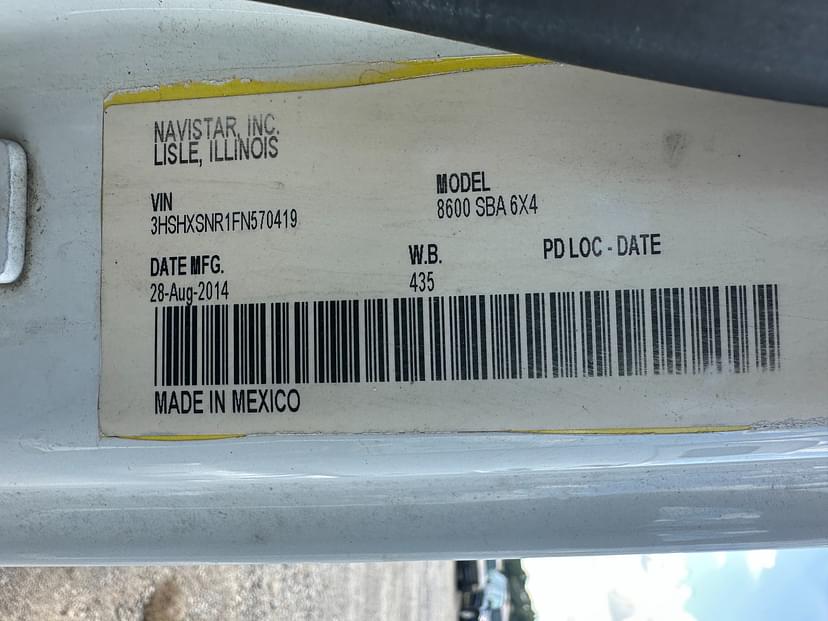 NAVISTAR, INC.
LISLE, ILLINOIS
VIN
3HSHXSNR1FN570419
MODEL
8600 SBA 6X4
DATE MFG.
28-Aug-2014
W.B.
435
PD LOC - DATE
MADE IN MEXICO